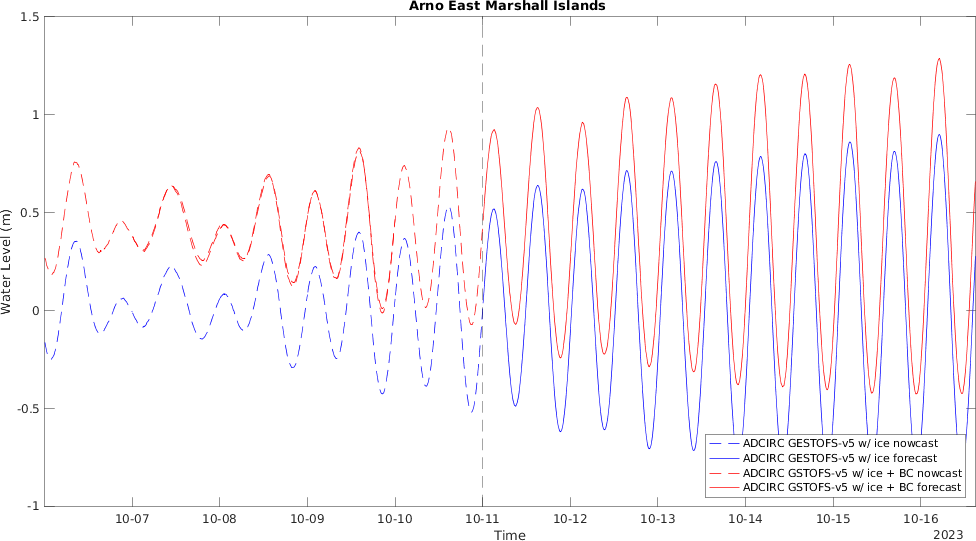 Arno East Marshall Islands
Water Level (m)
1.5
1
0.5
0
-0.5
-1
ADCIRC GESTOFS-v5 w/ ice nowcast
ADCIRC GESTOFS-v5 w/ ice forecast
ADCIRC GSTOFS-v5 w/ ice + BC nowcast
ADCIRC GSTOFS-v5 w/ ice + BC forecast
10-07 10-08 10-09 10-10 10-11 10-12 10-13 10-14 10-15 10-16
Time
2023